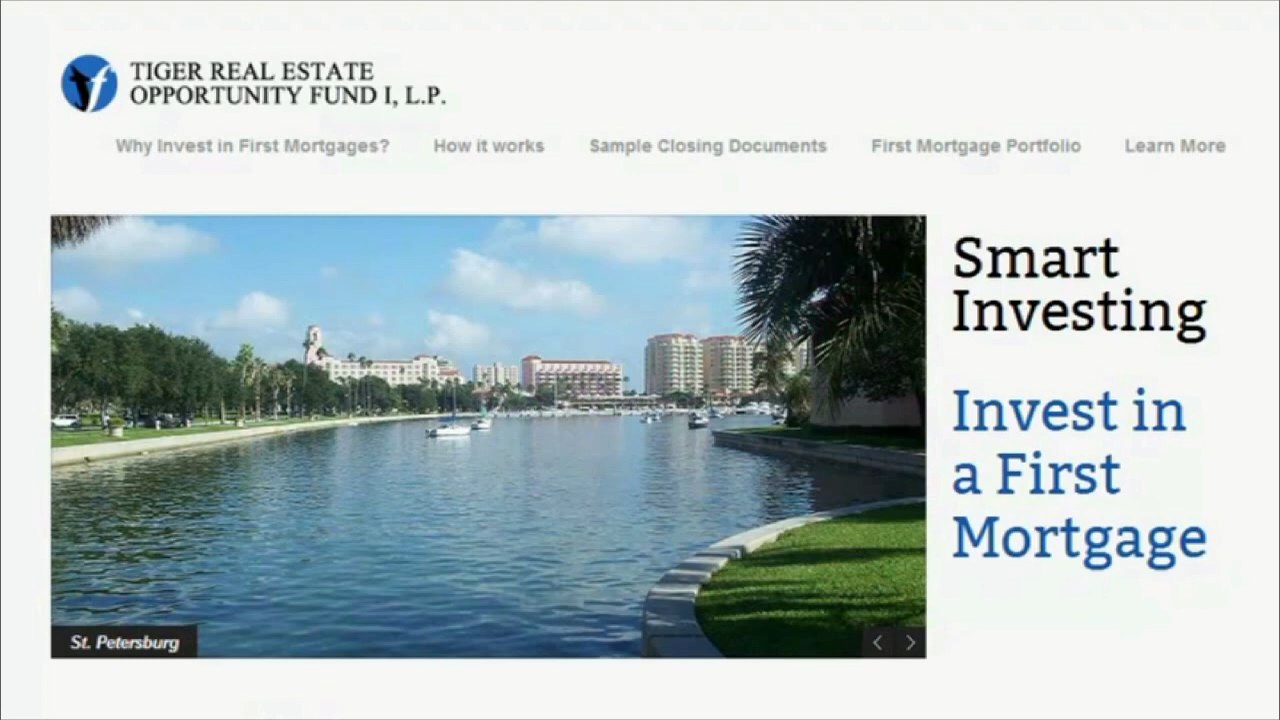 TIGER REAL ESTATE
OPPORTUNITY FUND I, L.P.
Why Invest in First Mortgages? How it works Sample Closing Documents First Mortgage Portfolio Learn More
Smart
Investing
Invest in
a First
Mortgage
St. Petersburg